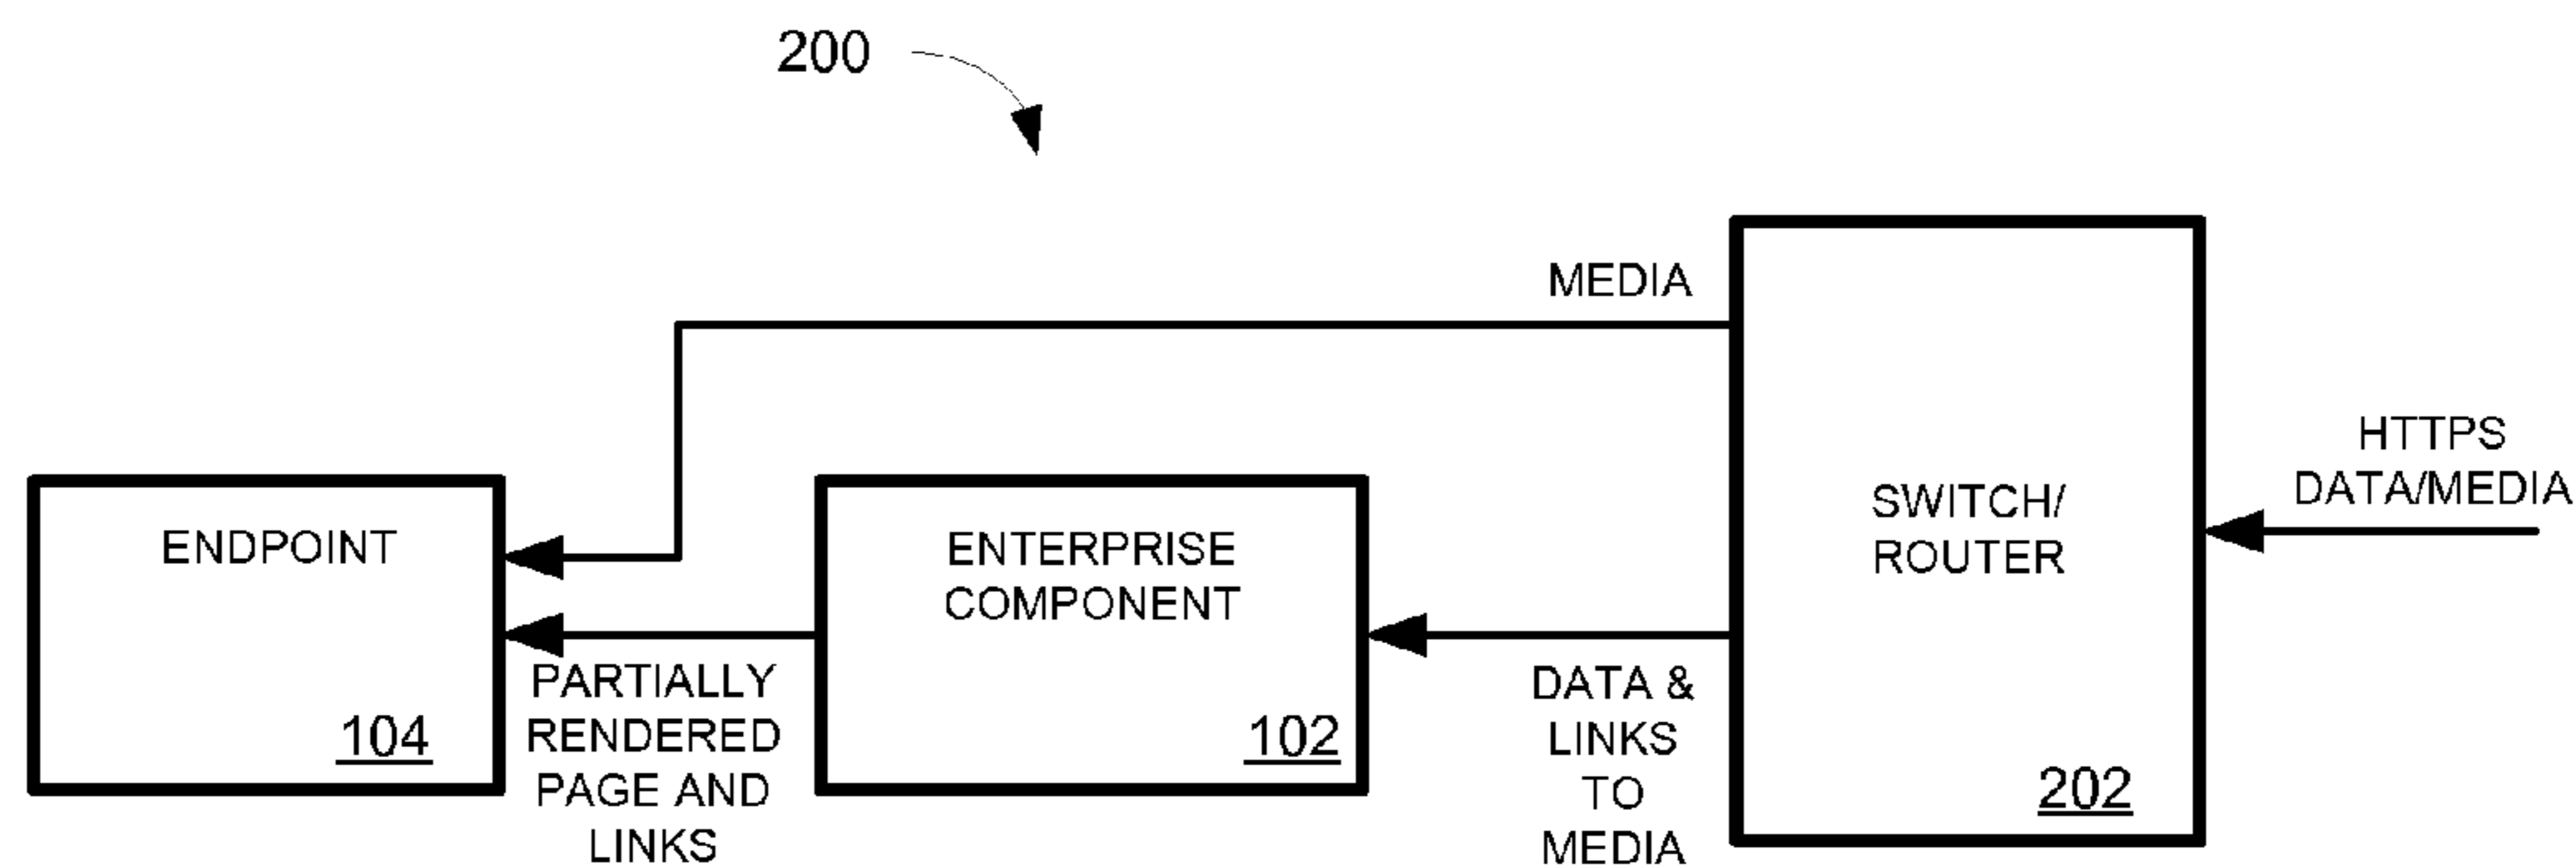 200
MEDIA
HTTPS
DATA/MEDIA
SWITCH/
ROUTER
202
ENDPOINT
104
ENTERPRISE
COMPONENT
102
PARTIALLY
RENDERED
PAGE AND
LINKS
DATA &
LINKS
TO
MEDIA